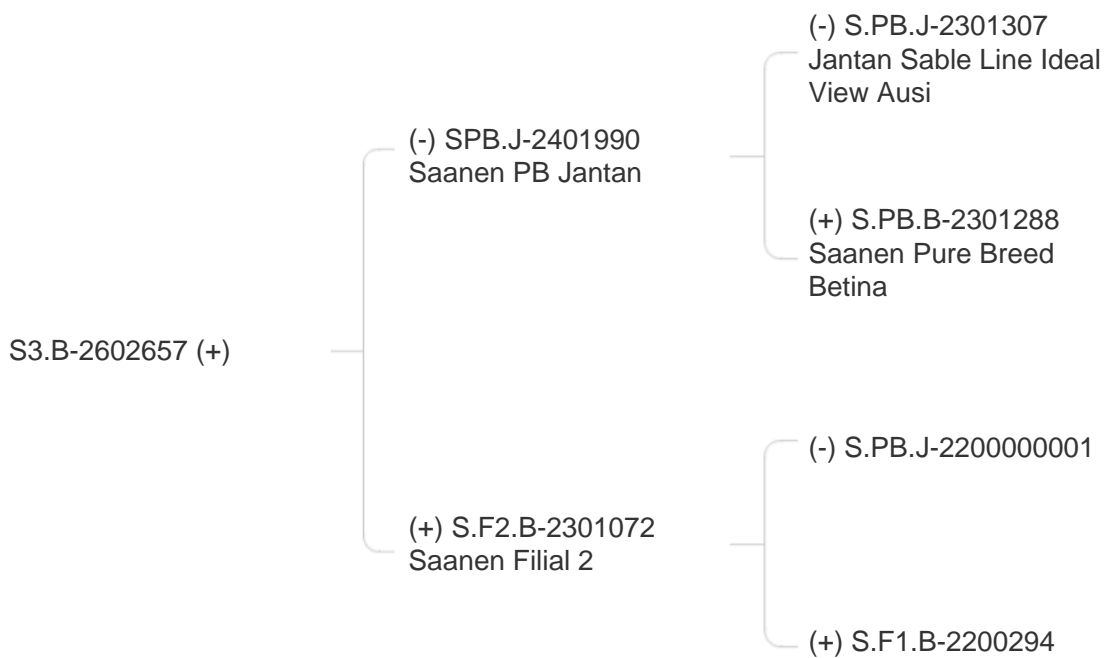 (-) S.PB.J-2301307
Jantan Sable Line Ideal
View Ausi
(-) SPB.J-2401990
Saanen PB Jantan
(+) S.PB.B-2301288
Saanen Pure Breed
Betina
S3.B-2602657 (+)
(-) S.PB.J-2200000001
(+) S.F2.B-2301072
Saanen Filial 2
(+) S.F1.B-2200294